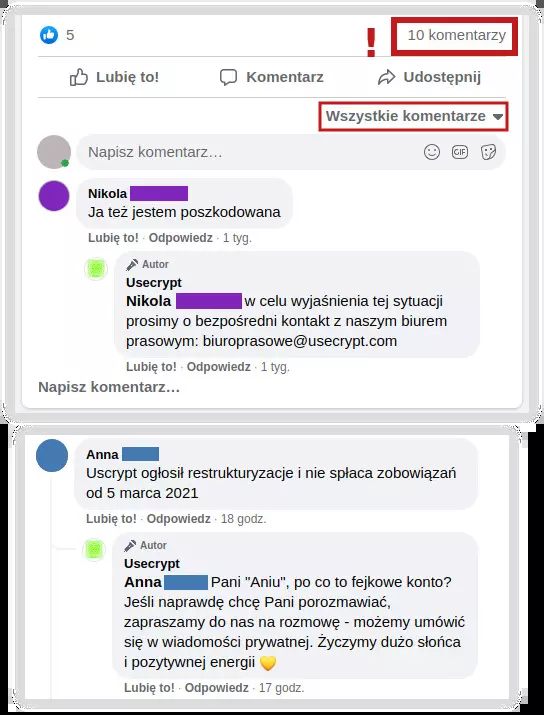 5
!
10 komentarzy
Lubię to!
Komentarz
Udostępnij
Wszystkie komentarze
Napisz komentarz...
GIF
Nikola
Ja też jestem poszkodowana
Lubię to! · Odpowiedz · 1 tyg.
Autor
Usecrypt
Nikola w celu wyjaśnienia tej sytuacji
prosimy o bezpośredni kontakt z naszym biurem
prasowym: biuroprasowe@usecrypt.com
Lubię to! · Odpowiedz · 1 tyg.
Napisz komentarz...
Anna
Uscrypt ogłosił restrukturyzacje i nie spłaca zobowiązań
od 5 marca 2021
Lubię to! · Odpowiedz · 18 godz.
Autor
Usecrypt
Anna Pani "Aniu", po co to fejkowe konto?
Jeśli naprawdę chcę Pani porozmawiać,
zapraszamy do nas na rozmowę - możemy umówić
się w wiadomości prywatnej. Życzymy dużo słońca
i pozytywnej energii 💛
Lubię to! · Odpowiedz · 17 godz.